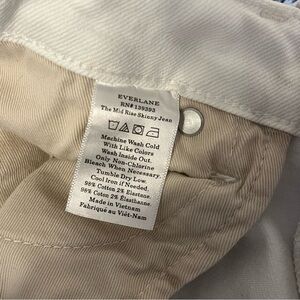 EVERLANE
RN# 139393
The Mid Rise Skinny Jean
Machine Wash Cold
With Like Colors
Wash Inside Out.
Only Non-Chlorine
Bleach When Necessary.
Tumble Dry Low.
Cool Iron if Needed.
98% Cotton 2% Elastane.
98% Coton 2% Élasthanne.
Made in Vietnam
Fabriqué au Viêt-Nam